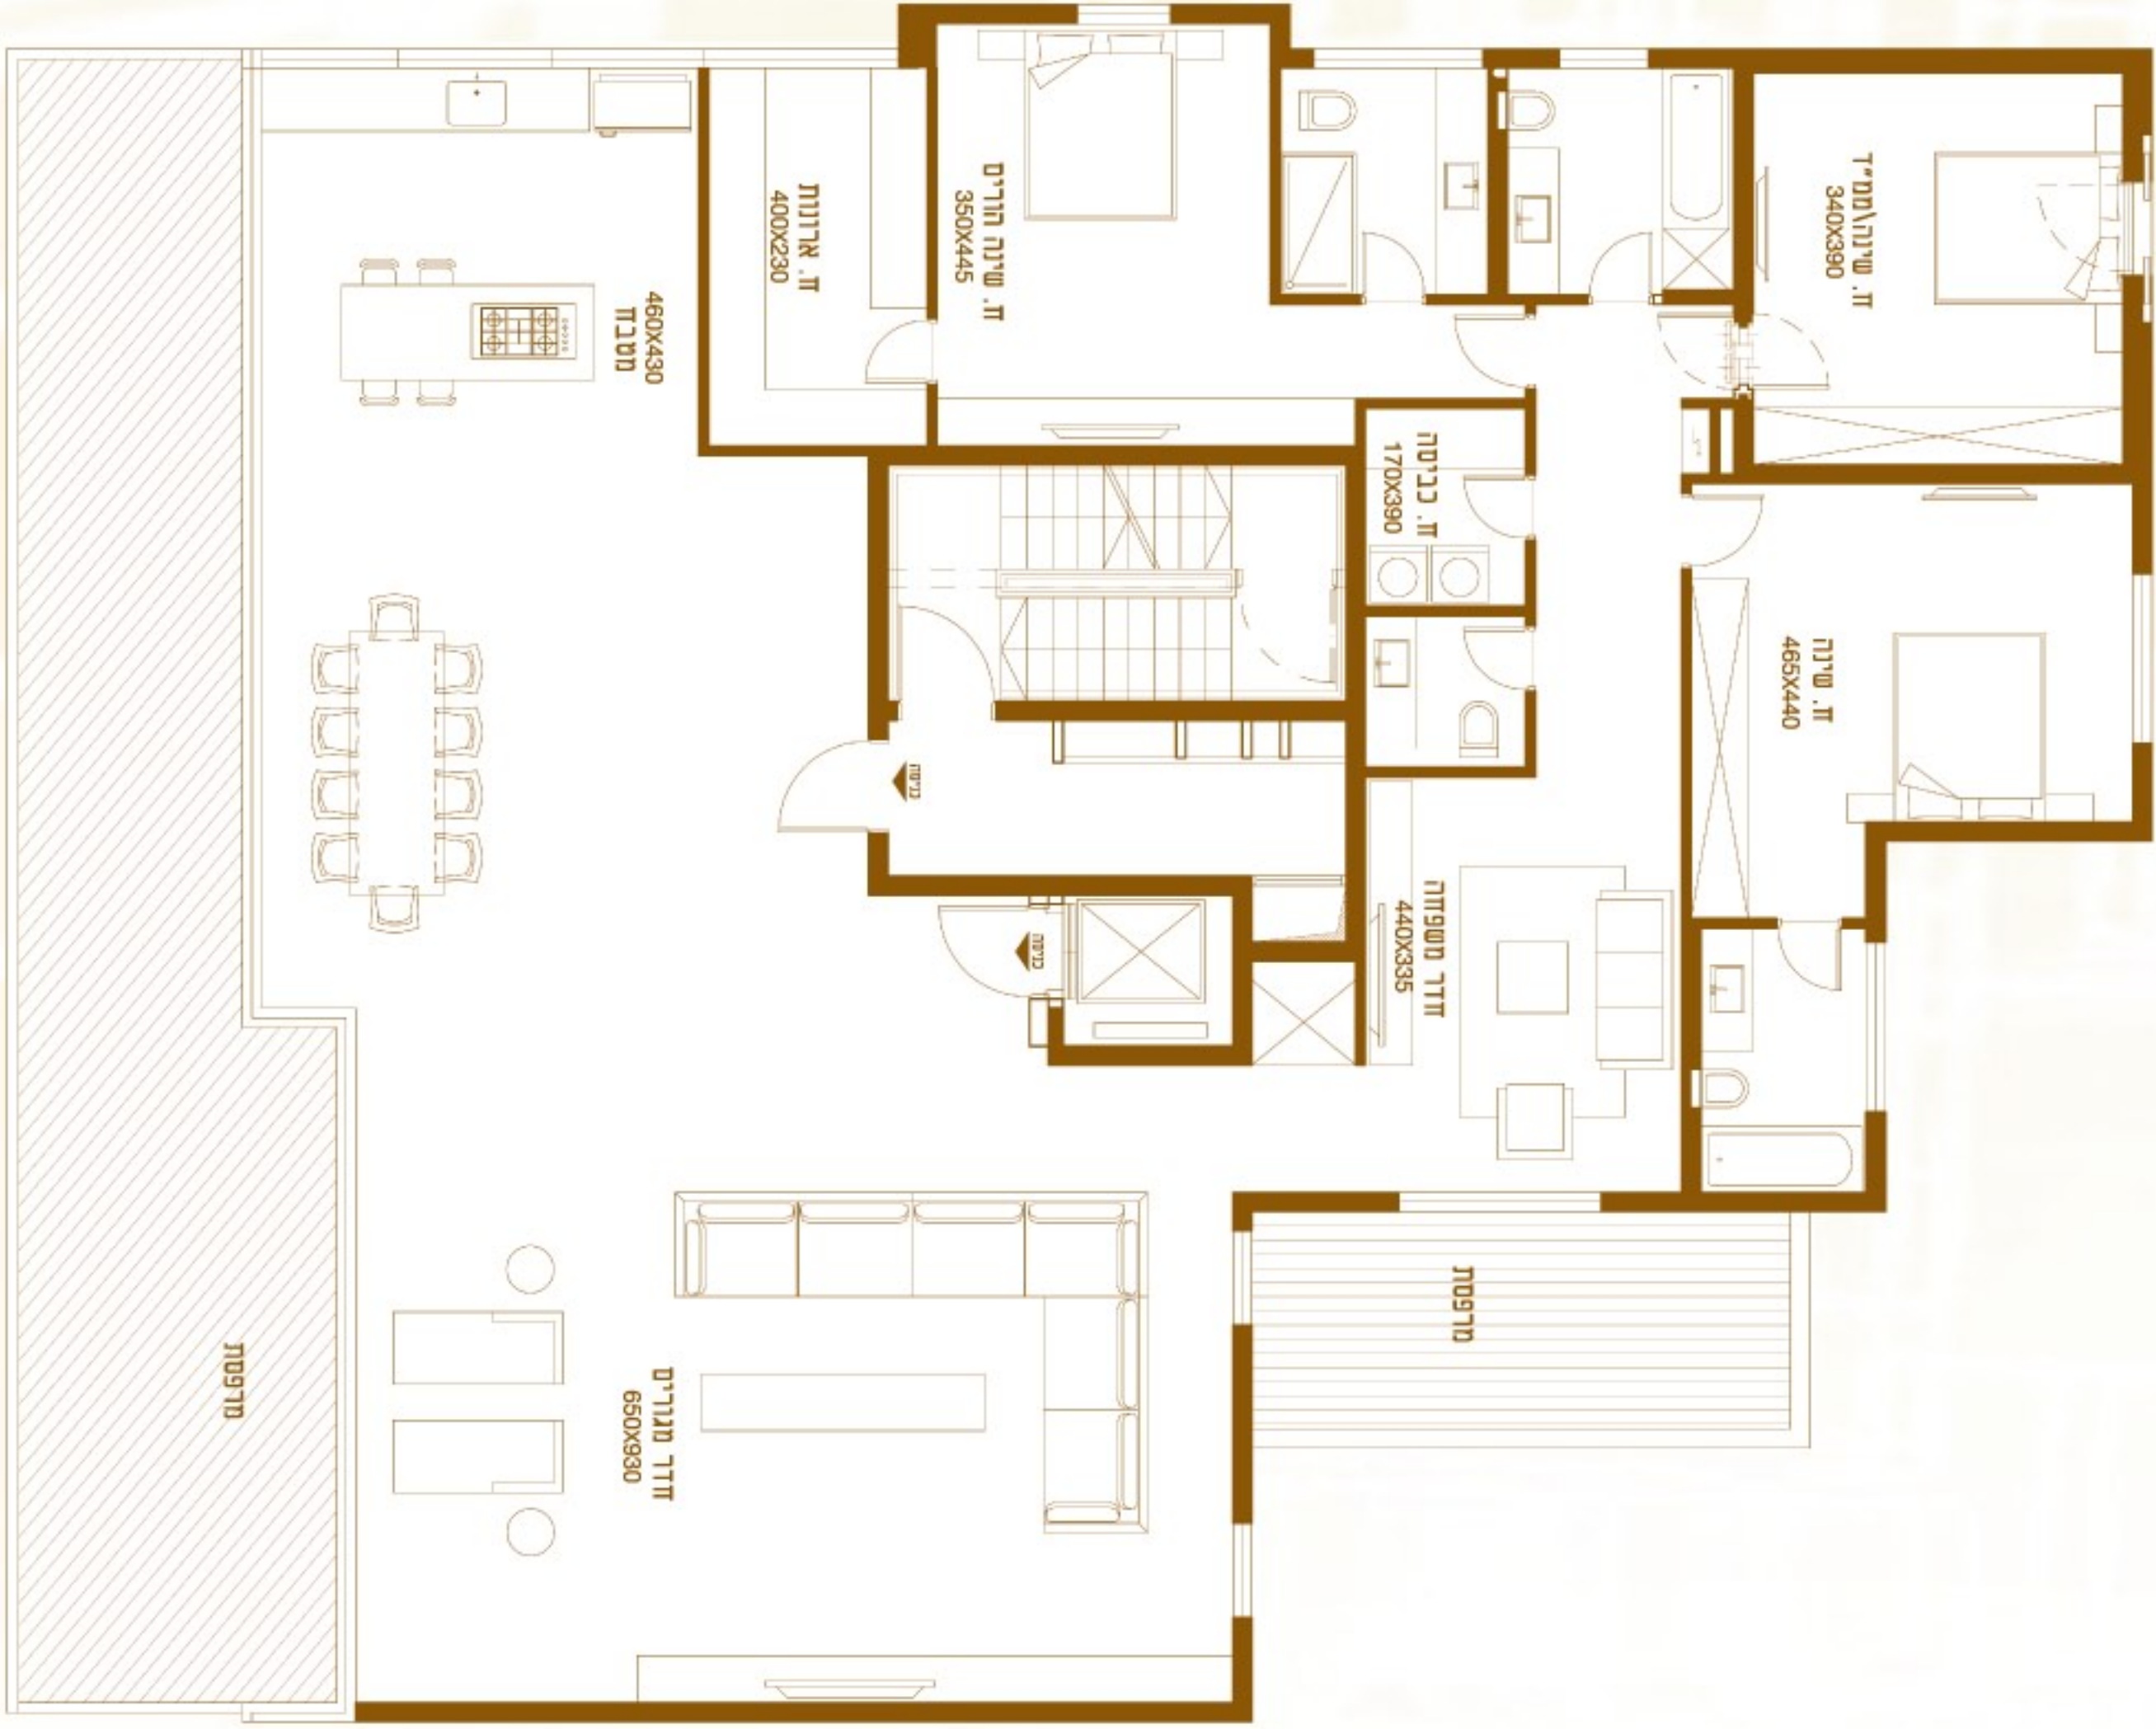 ח. ארונות
400X230
ח. שינה הורים
350X445
ח. שינה\ממ"ד
340X390
460X430
מטבח
ח. כביסה
170X390
ח. שינה
465X440
כניסה
כניסה
חדר משפחה
440X335
מרפסת
מרפסת
חדר מגורים
650X930